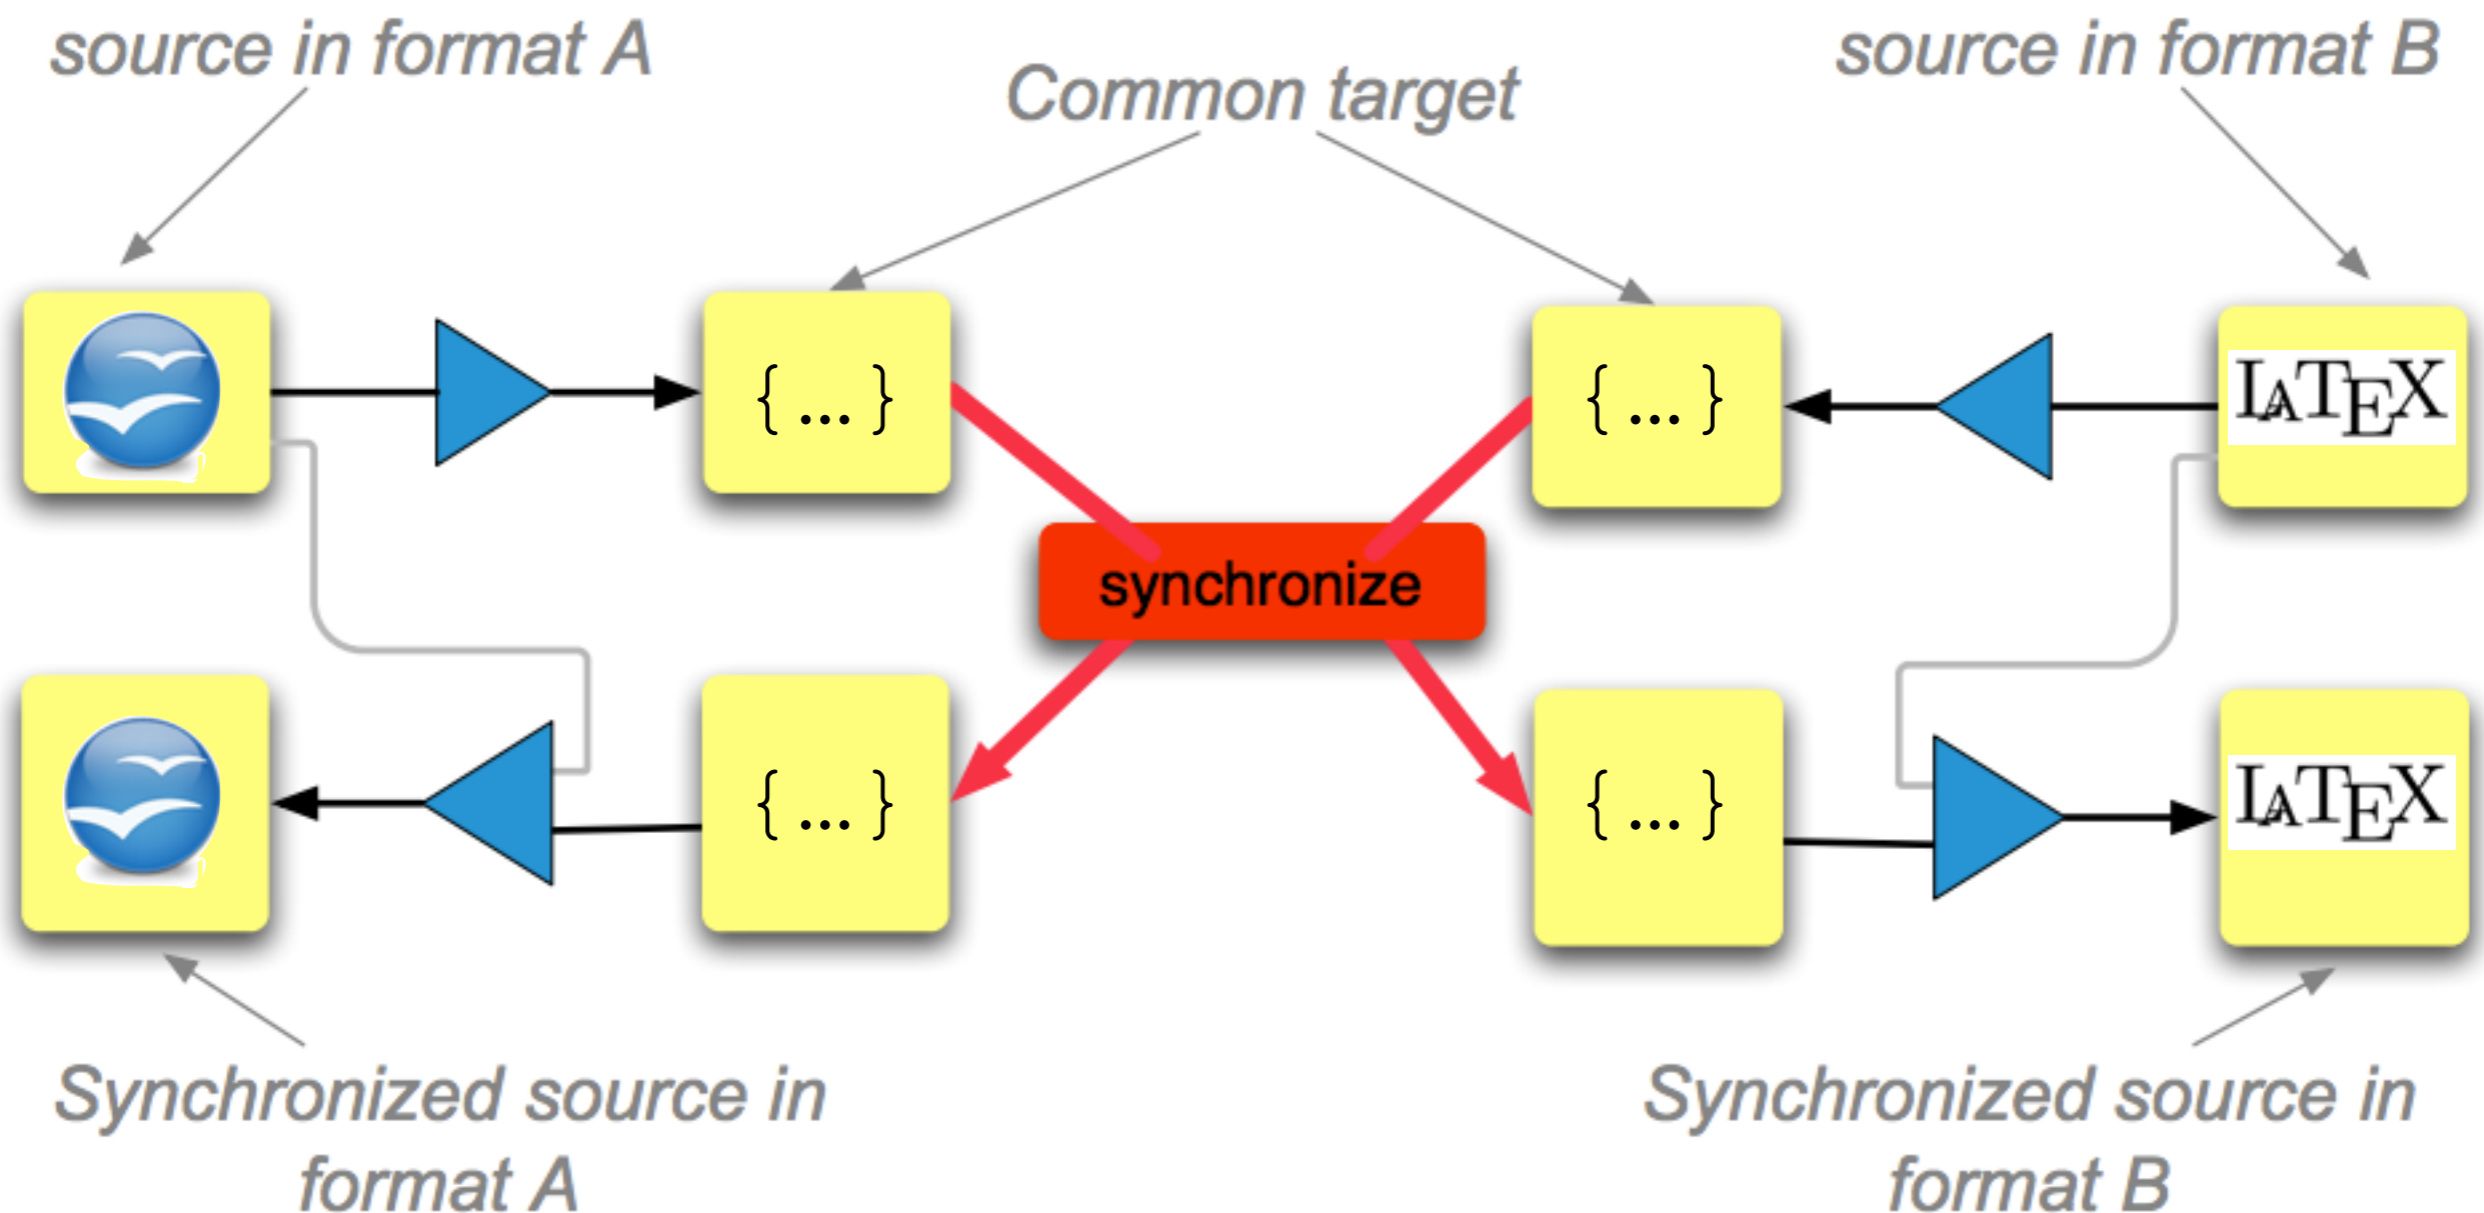 source in format A
source in format B
Common target
{ ... }
{ ... }
LATEX
synchronize
{ ... }
{ ... }
LATEX
Synchronized source in
format A
Synchronized source in
format B